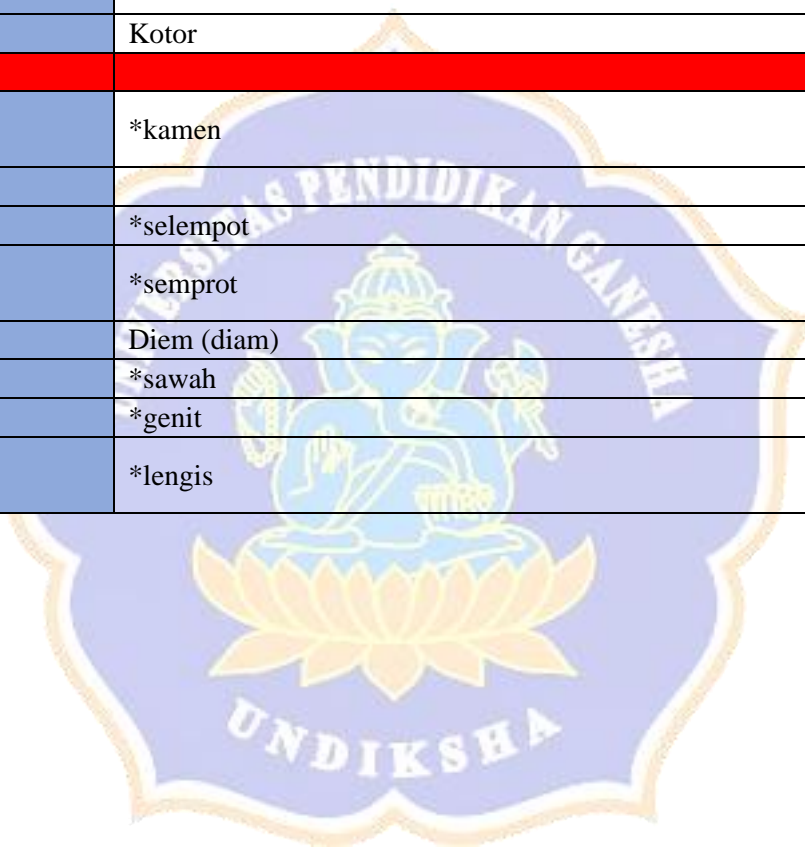 Kotor
*kamen
*selempot
*semprot
Diem (diam)
*sawah
*genit
*lengis
UNIVERSITAS PENDIDIKAN GANESHA
UNDIKSHA